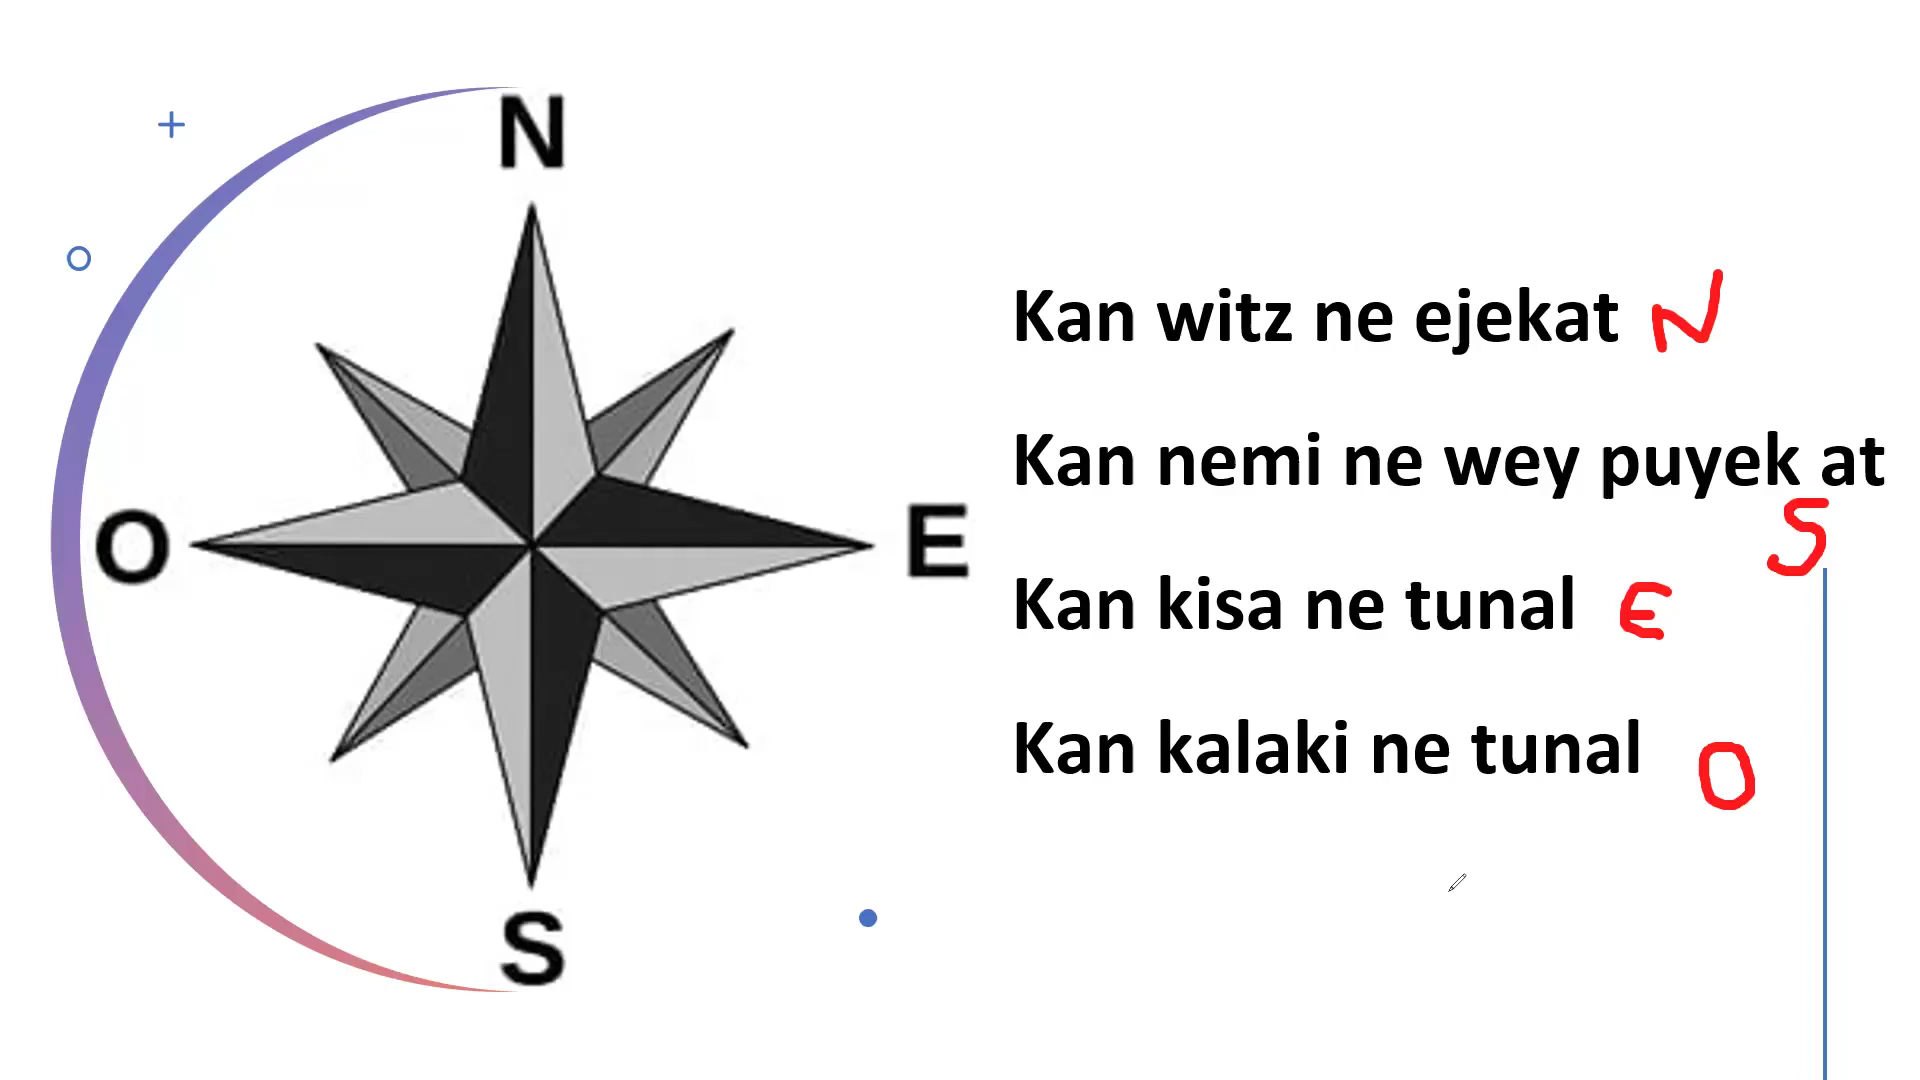 N
O
E
S
Kan witz ne ejekat N
Kan nemi ne wey puyek at
S
Kan kisa ne tunal E
Kan kalaki ne tunal O